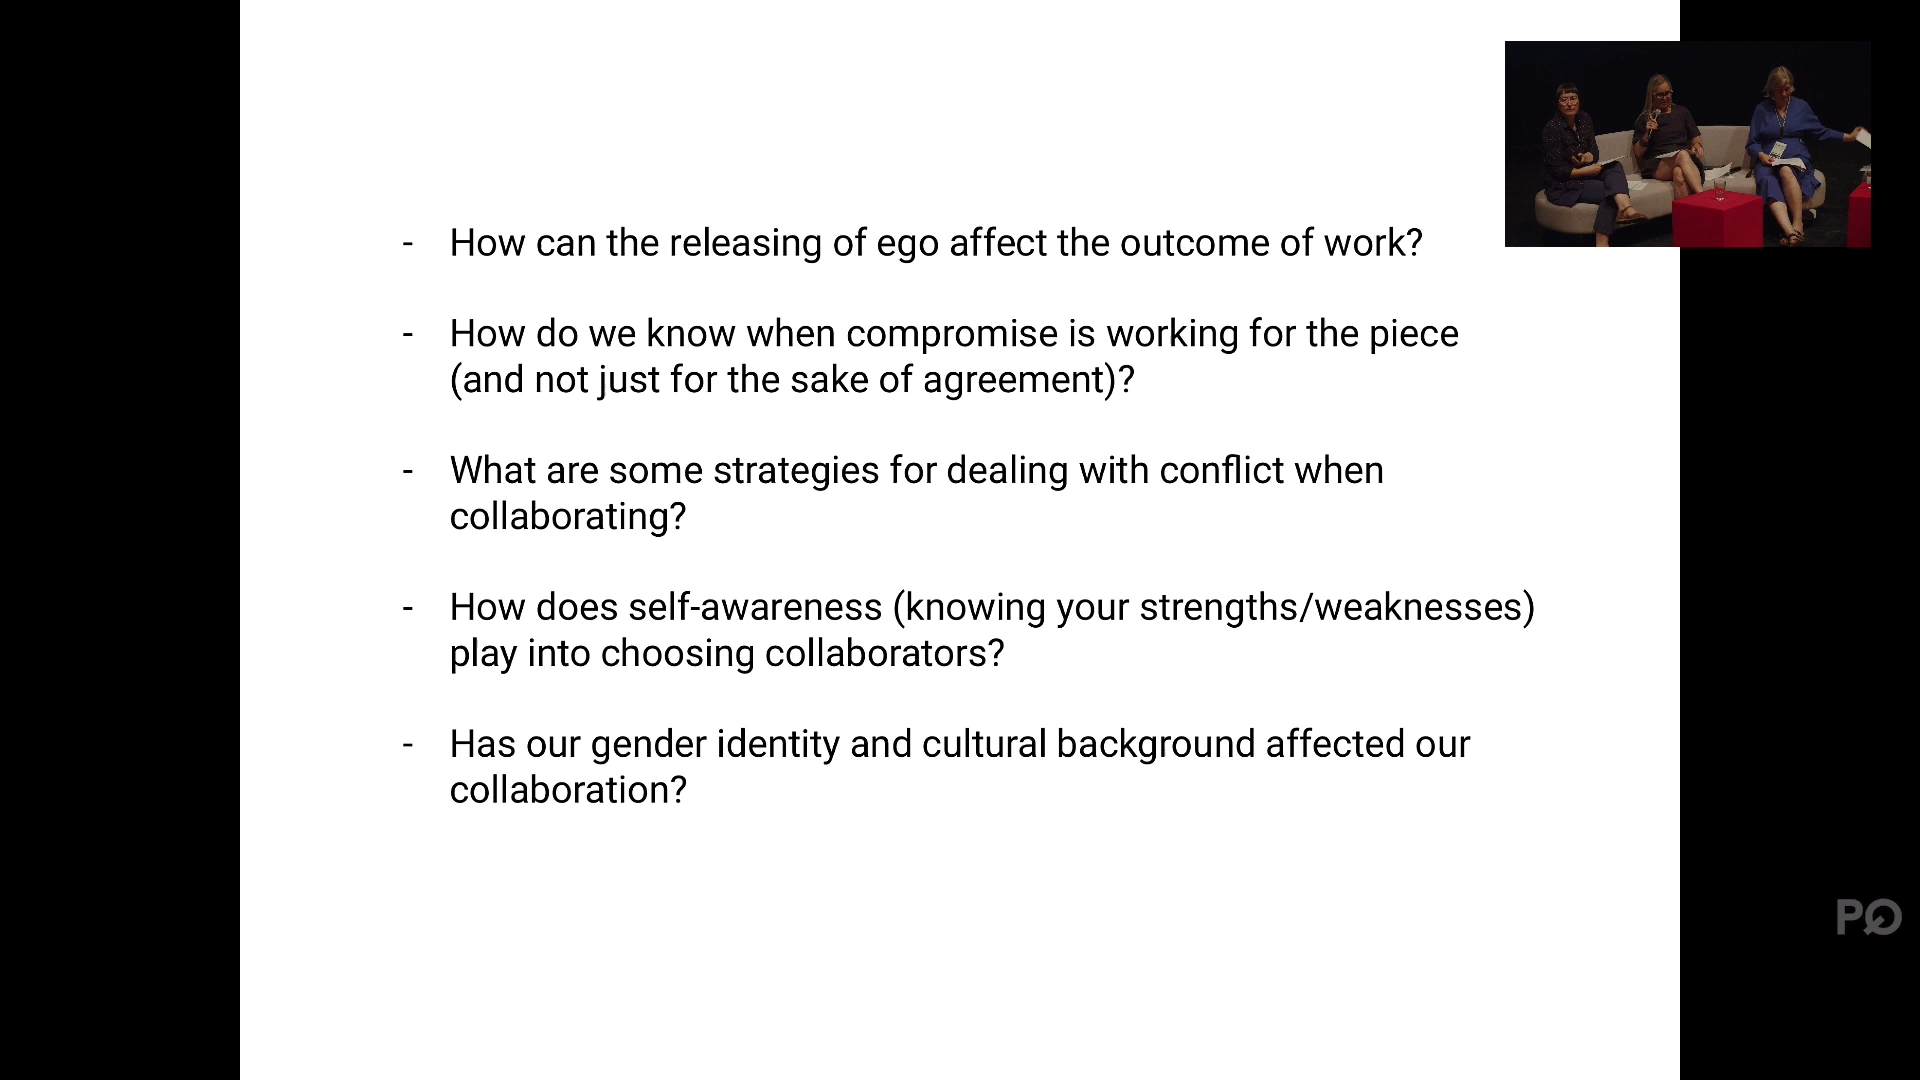 - How can the releasing of ego affect the outcome of work?
- How do we know when compromise is working for the piece
(and not just for the sake of agreement)?
- What are some strategies for dealing with conflict when
collaborating?
- How does self-awareness (knowing your strengths/weaknesses)
play into choosing collaborators?
- Has our gender identity and cultural background affected our
collaboration?
PQ